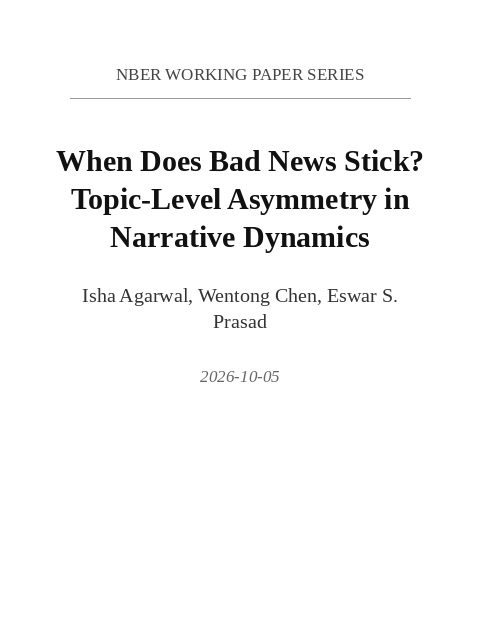 NBER WORKING PAPER SERIES
When Does Bad News Stick?
Topic-Level Asymmetry in
Narrative Dynamics
Isha Agarwal, Wentong Chen, Eswar S.
Prasad
2026-10-05